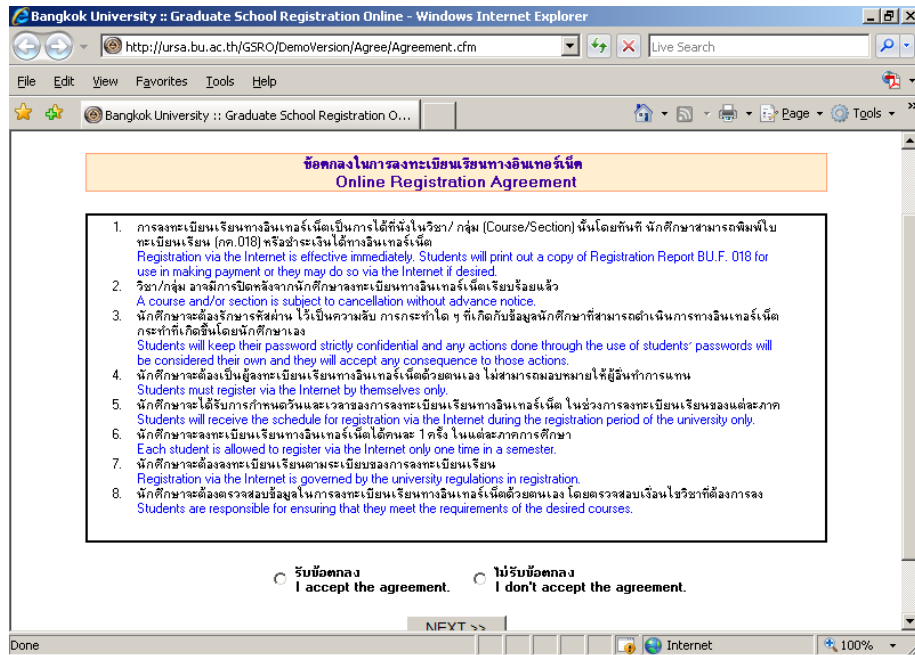 Bangkok University :: Graduate School Registration Online - Windows Internet Explorer
http://ursa.bu.ac.th/GSRO/DemoVersion/Agree/Agreement.cfm
Live Search
File Edit View Favorites Tools Help
Bangkok University :: Graduate School Registration O...
Page Tools
ข้อตกลงในการลงทะเบียนเรียนทางอินเทอร์เน็ต
Online Registration Agreement
1. การลงทะเบียนเรียนทางอินเทอร์เน็ตเป็นการได้ที่นั่งในวิชา/ กลุ่ม (Course/Section) นั้นโดยทันที นักศึกษาสามารถพิมพ์ใบ
ทะเบียนเรียน (กค.018) หรือชำระเงินได้ทางอินเทอร์เน็ต
Registration via the Internet is effective immediately. Students will print out a copy of Registration Report BU.F. 018 for
use in making payment or they may do so via the Internet if desired.
2. วิชา/กลุ่ม อาจมีการปิดหลังจากนักศึกษาลงทะเบียนทางอินเทอร์เน็ตเรียบร้อยแล้ว
A course and/or section is subject to cancellation without advance notice.
3. นักศึกษาจะต้องรักษารหัสผ่าน ไว้เป็นความลับ การกระทำใด ๆ ที่เกิดกับข้อมูลนักศึกษาที่สามารถดำเนินการทางอินเทอร์เน็ต
กระทำที่เกิดขึ้นโดยนักศึกษาเอง
Students will keep their password strictly confidential and any actions done through the use of students' passwords will
be considered their own and they will accept any consequence to those actions.
4. นักศึกษาจะต้องเป็นผู้ลงทะเบียนเรียนทางอินเทอร์เน็ตด้วยตนเอง ไม่สามารถมอบหมายให้ผู้อื่นทำการแทน
Students must register via the Internet by themselves only.
5. นักศึกษาจะได้รับการกำหนดวันและเวลาของการลงทะเบียนเรียนทางอินเทอร์เน็ต ในช่วงการลงทะเบียนเรียนของแต่ละภาค
Students will receive the schedule for registration via the Internet during the registration period of the university only.
6. นักศึกษาจะลงทะเบียนเรียนทางอินเทอร์เน็ตได้คนละ 1 ครั้ง ในแต่ละภาคการศึกษา
Each student is allowed to register via the Internet only one time in a semester.
7. นักศึกษาจะต้องลงทะเบียนเรียนตามระเบียบของการลงทะเบียนเรียน
Registration via the Internet is governed by the university regulations in registration.
8. นักศึกษาจะต้องตรวจสอบข้อมูลในการลงทะเบียนเรียนทางอินเทอร์เน็ตด้วยตนเอง โดยตรวจสอบเงื่อนไขวิชาที่ต้องการลง
Students are responsible for ensuring that they meet the requirements of the desired courses.
รับข้อตกลง ไม่รับข้อตกลง
I accept the agreement. I don't accept the agreement.
NEXT >>
Done Internet 100%